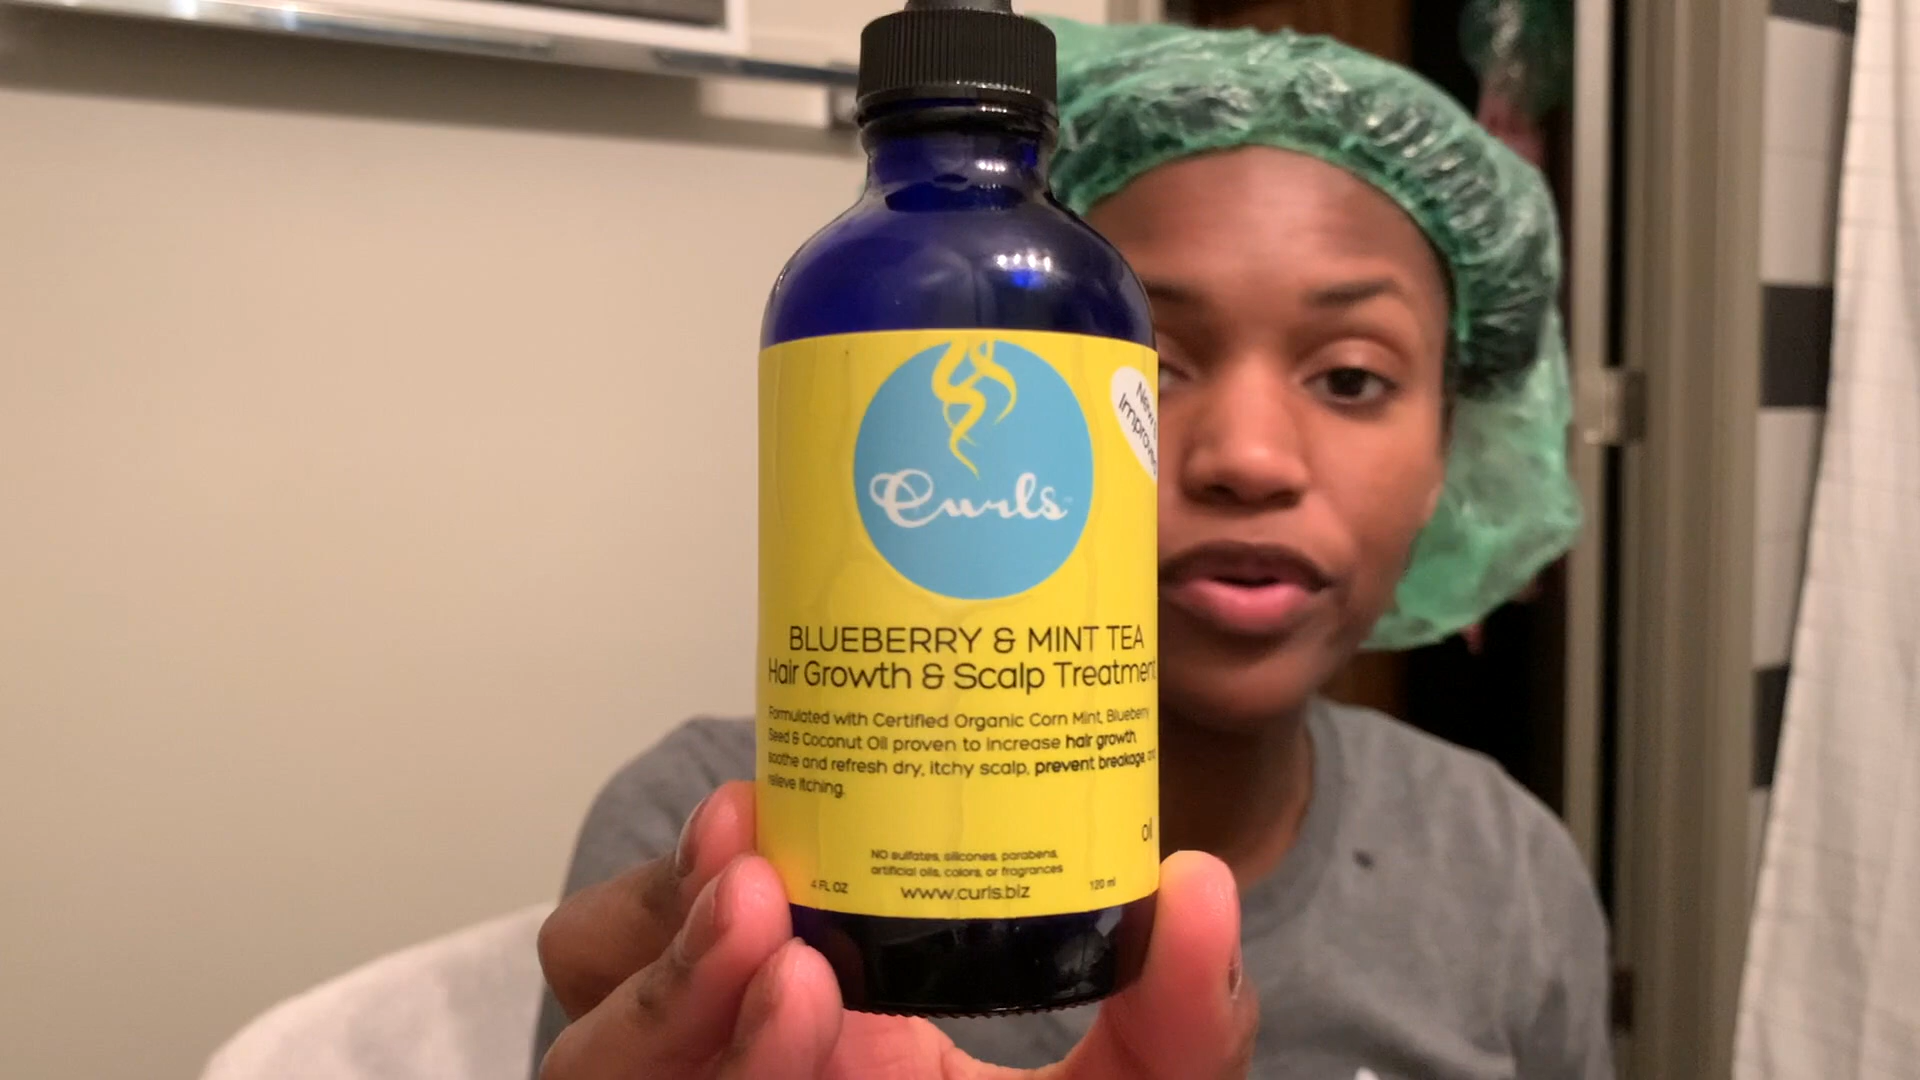 New &
Improved
Curls
BLUEBERRY & MINT TEA
Hair Growth & Scalp Treatment
Formulated with Certified Organic Corn Mint, Blueberry
Seed & Coconut Oil proven to increase hair growth,
soothe and refresh dry, itchy scalp, prevent breakage and
relieve itching.
oil
NO sulfates, silicones, parabens,
artificial oils, colors, or fragrances
4 FL OZ www.curls.biz 120 ml